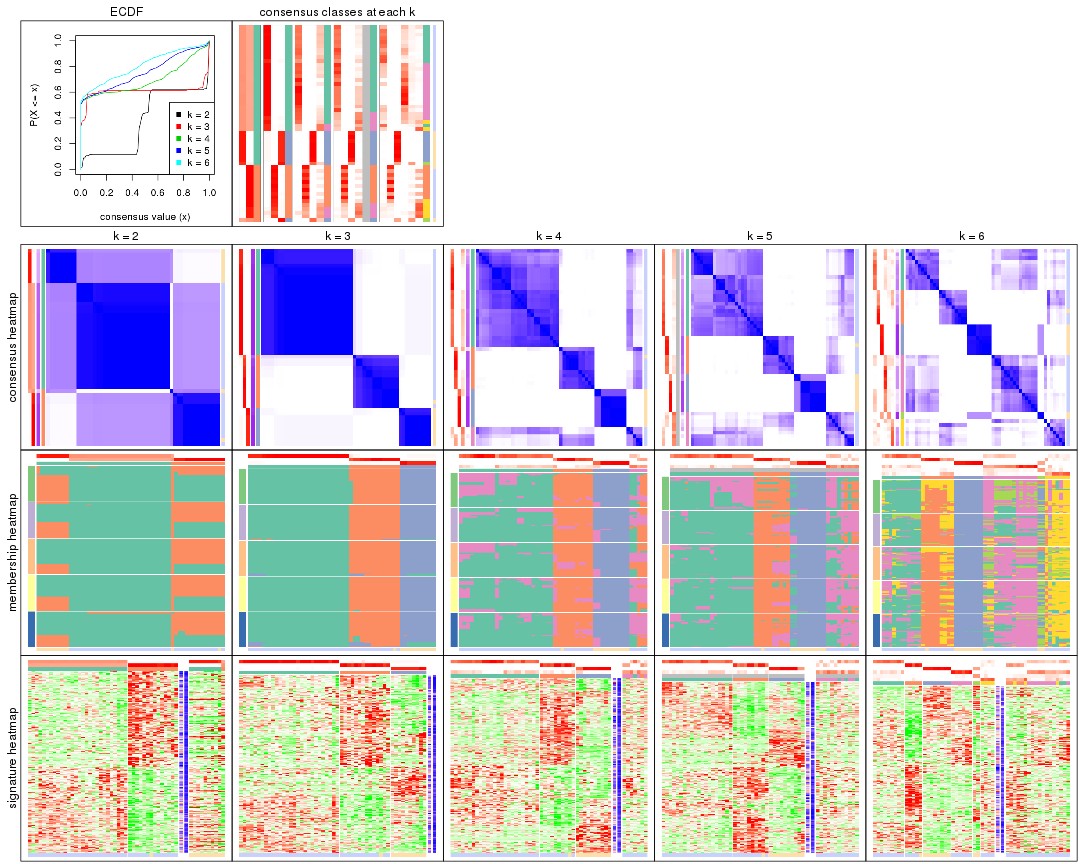 ECDF
consensus classes at each k
P(X <= x)
0.0 0.2 0.4 0.6 0.8 1.0
k = 2
k = 3
k = 4
k = 5
k = 6
0.0 0.2 0.4 0.6 0.8 1.0
consensus value (x)
k = 2
k = 3
k = 4
k = 5
k = 6
consensus heatmap
membership heatmap
signature heatmap